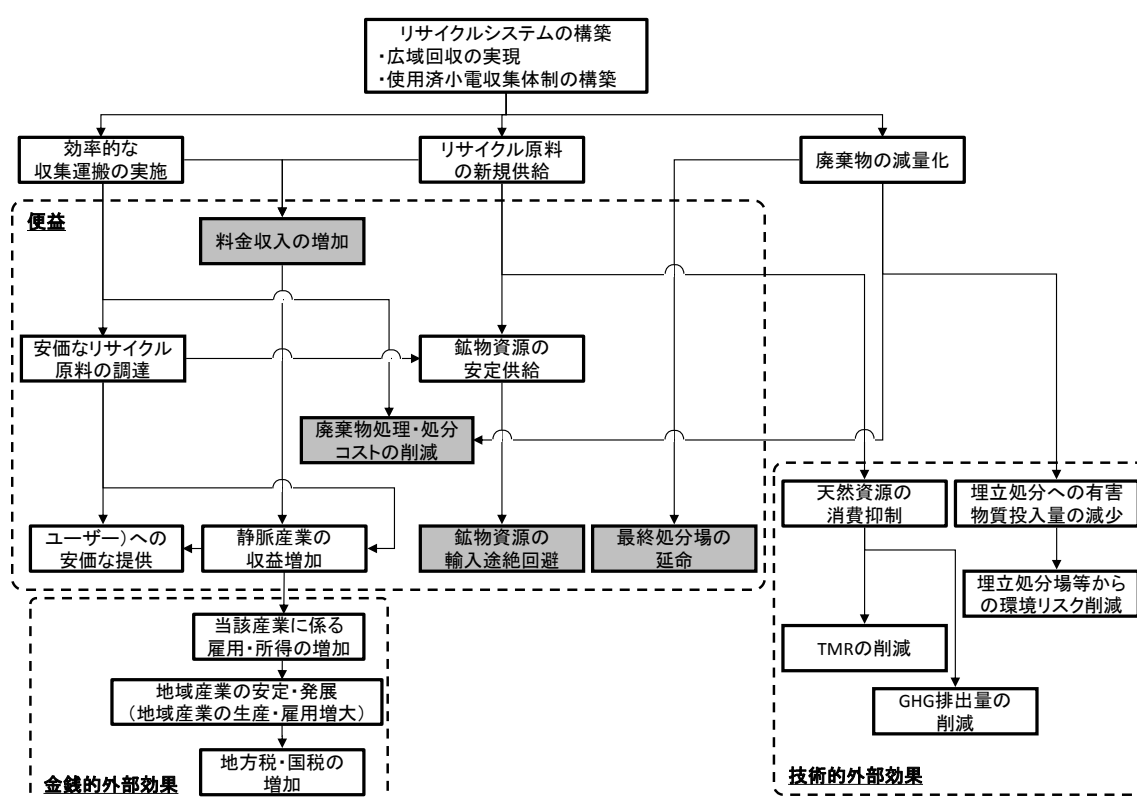 リサイクルシステムの構築
・広域回収の実現
・使用済小電収集体制の構築
効率的な
収集運搬の実施
リサイクル原料
の新規供給
廃棄物の減量化
便益
料金収入の増加
安価なリサイクル
原料の調達
鉱物資源の
安定供給
廃棄物処理・処分
コストの削減
ユーザー)への
安価な提供
静脈産業の
収益増加
鉱物資源の
輸入途絶回避
最終処分場の
延命
天然資源の
消費抑制
埋立処分への有害
物質投入量の減少
埋立処分場等から
の環境リスク削減
当該産業に係る
雇用・所得の増加
TMRの削減
地域産業の安定・発展
（地域産業の生産・雇用増大）
GHG排出量の
削減
地方税・国税の
増加
金銭的外部効果
技術的外部効果